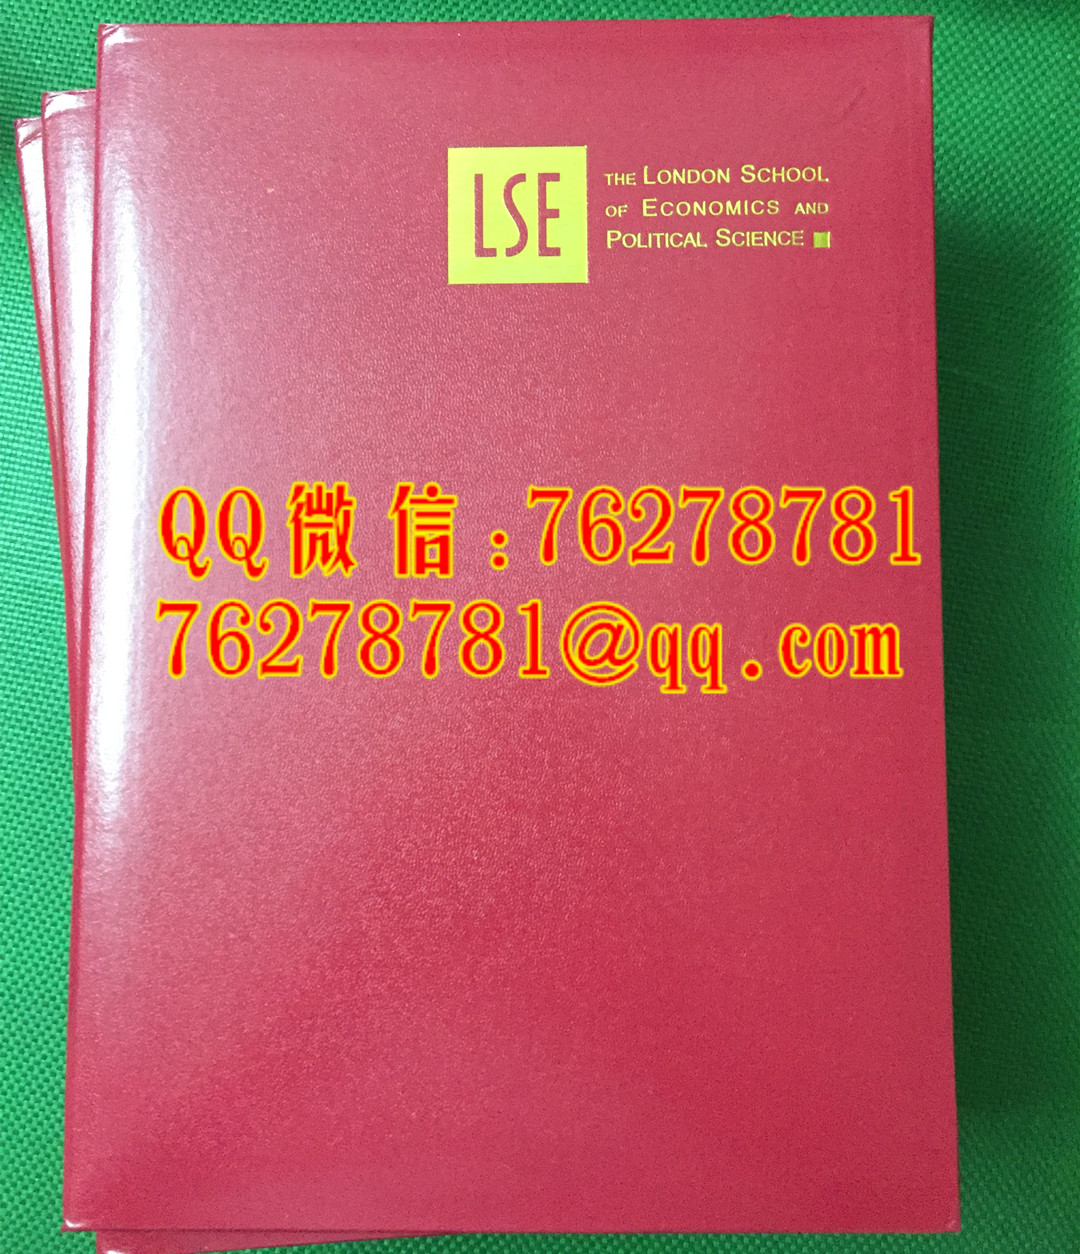 LSE
THE LONDON SCHOOL
OF ECONOMICS AND
POLITICAL SCIENCE
QQ微信:76278781
76278781@qq.com